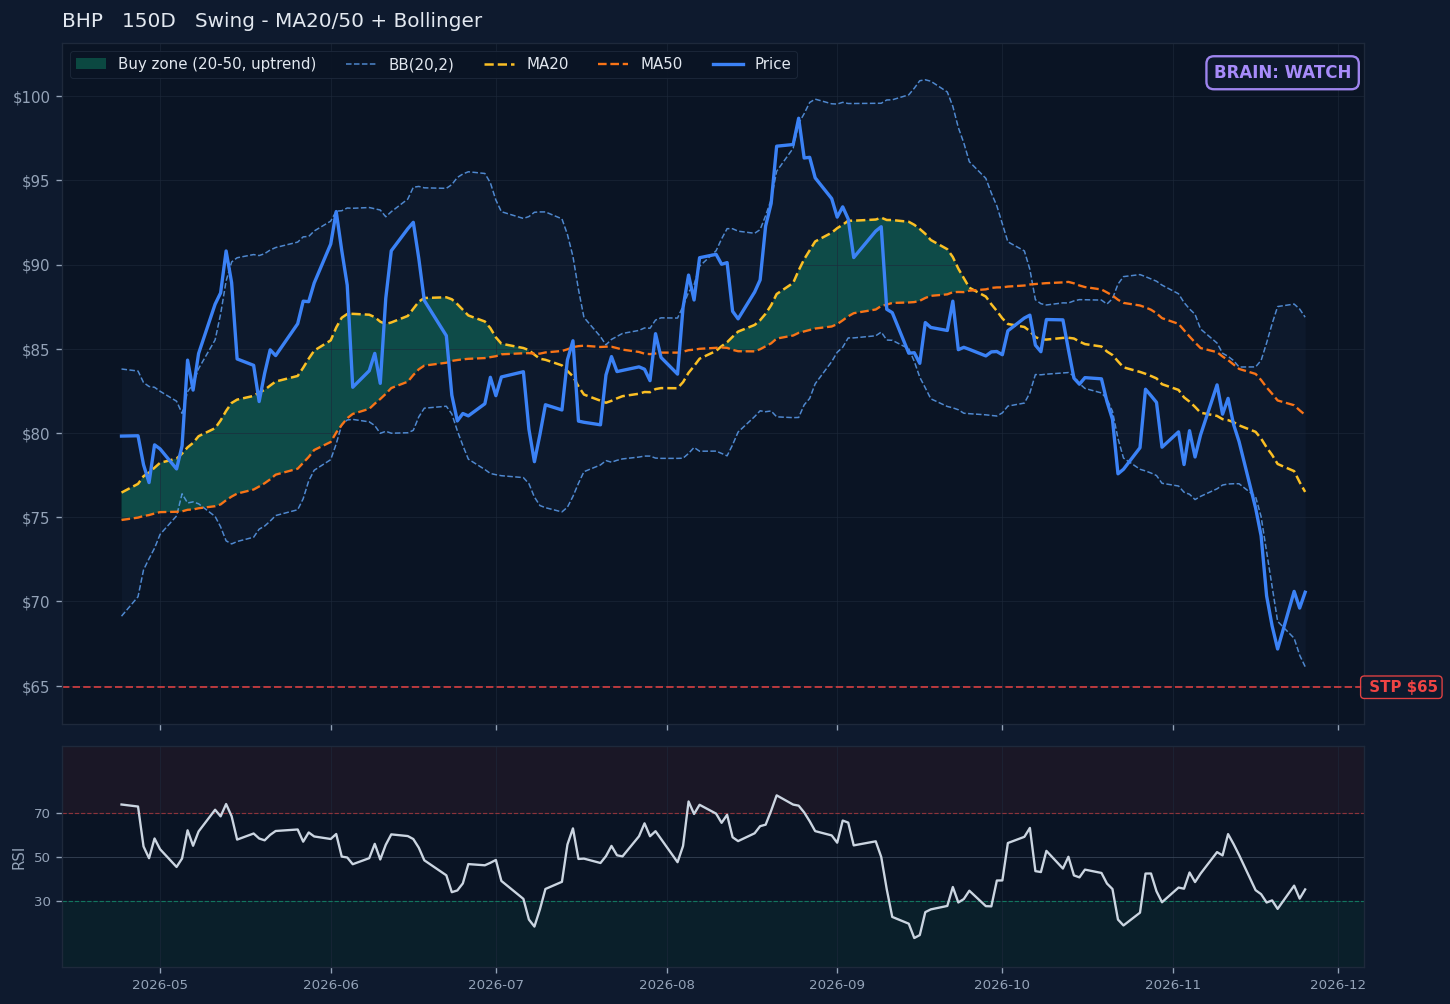 BHP 150D Swing - MA20/50 + Bollinger
Buy zone (20-50, uptrend) BB(20,2) MA20 MA50 Price
BRAIN: WATCH
$100
$95
$90
$85
$80
$75
$70
$65
STP $65
70
50
30
RSI
2026-05 2026-06 2026-07 2026-08 2026-09 2026-10 2026-11 2026-12